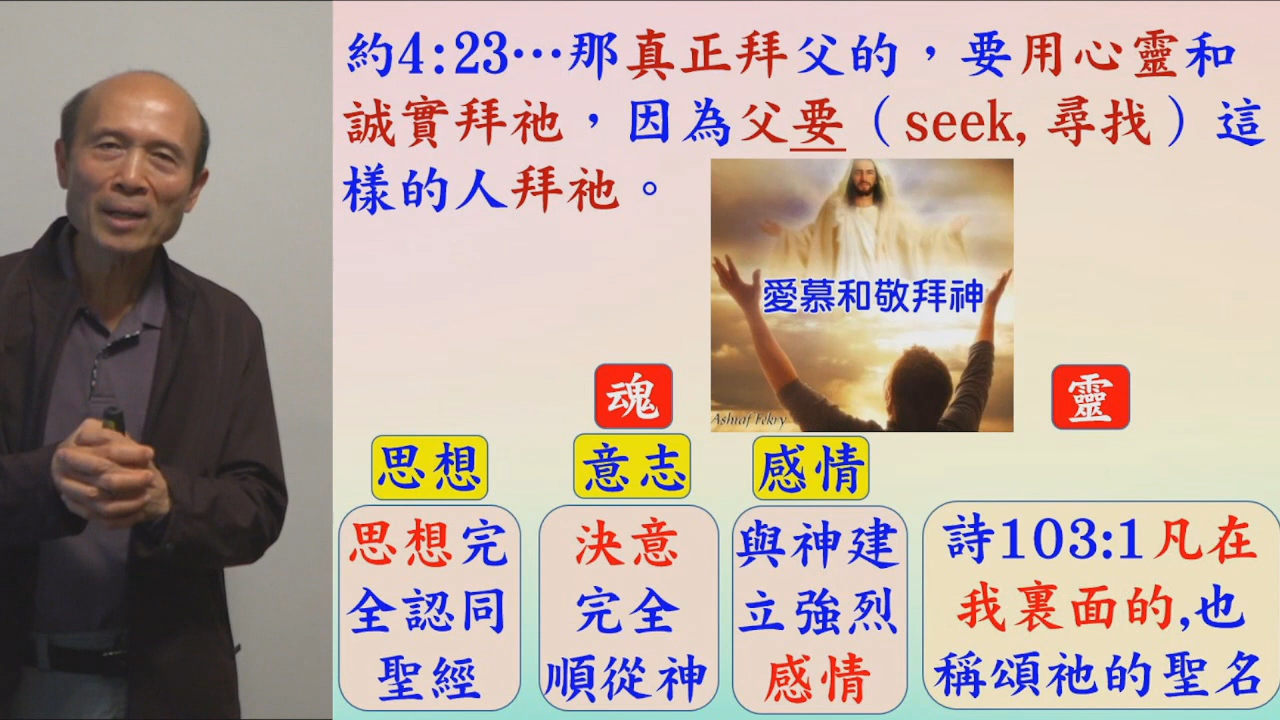 約4:23…那真正拜父的，要用心靈和
誠實拜祂，因為父要（seek, 尋找）這
樣的人拜祂。
愛慕和敬拜神
Ashraf Fekry
魂
靈
思想
意志
感情
思想完
全認同
聖經
決意
完全
順從神
與神建
立強烈
感情
詩103:1凡在
我裏面的,也
稱頌祂的聖名